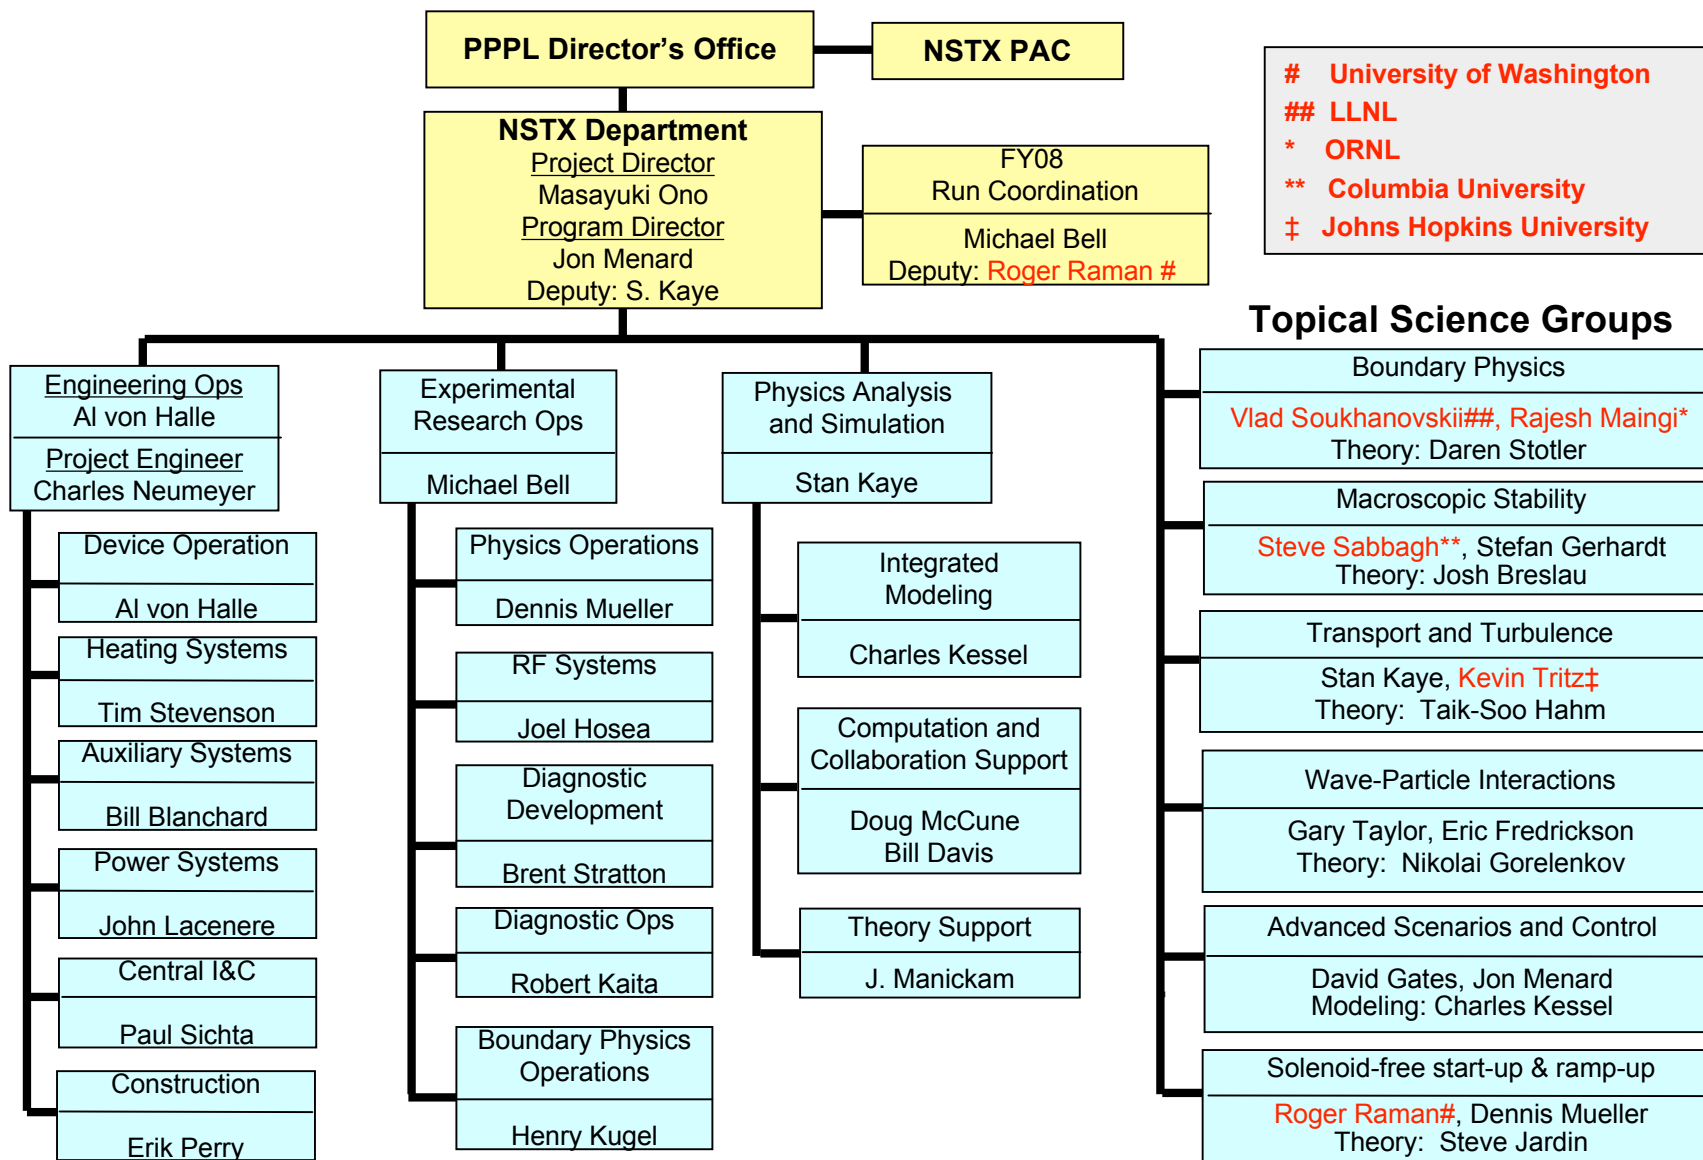 PPPL Director's Office
NSTX PAC
# University of Washington
## LLNL
* ORNL
** Columbia University
‡ Johns Hopkins University
NSTX Department
Project Director
Masayuki Ono
Program Director
Jon Menard
Deputy: S. Kaye
FY08
Run Coordination
Michael Bell
Deputy: Roger Raman #
Engineering Ops
Al von Halle
Project Engineer
Charles Neumeyer
Device Operation
Al von Halle
Heating Systems
Tim Stevenson
Auxiliary Systems
Bill Blanchard
Power Systems
John Lacenere
Central I&C
Paul Sichta
Construction
Erik Perry
Experimental
Research Ops
Michael Bell
Physics Operations
Dennis Mueller
RF Systems
Joel Hosea
Diagnostic
Development
Brent Stratton
Diagnostic Ops
Robert Kaita
Boundary Physics
Operations
Henry Kugel
Physics Analysis
and Simulation
Stan Kaye
Integrated
Modeling
Charles Kessel
Computation and
Collaboration Support
Doug McCune
Bill Davis
Theory Support
J. Manickam
Topical Science Groups
Boundary Physics
Vlad Soukhanovskii##, Rajesh Maingi*
Theory: Daren Stotler
Macroscopic Stability
Steve Sabbagh**, Stefan Gerhardt
Theory: Josh Breslau
Transport and Turbulence
Stan Kaye, Kevin Tritz‡
Theory: Taik-Soo Hahm
Wave-Particle Interactions
Gary Taylor, Eric Fredrickson
Theory: Nikolai Gorelenkov
Advanced Scenarios and Control
David Gates, Jon Menard
Modeling: Charles Kessel
Solenoid-free start-up & ramp-up
Roger Raman#, Dennis Mueller
Theory: Steve Jardin